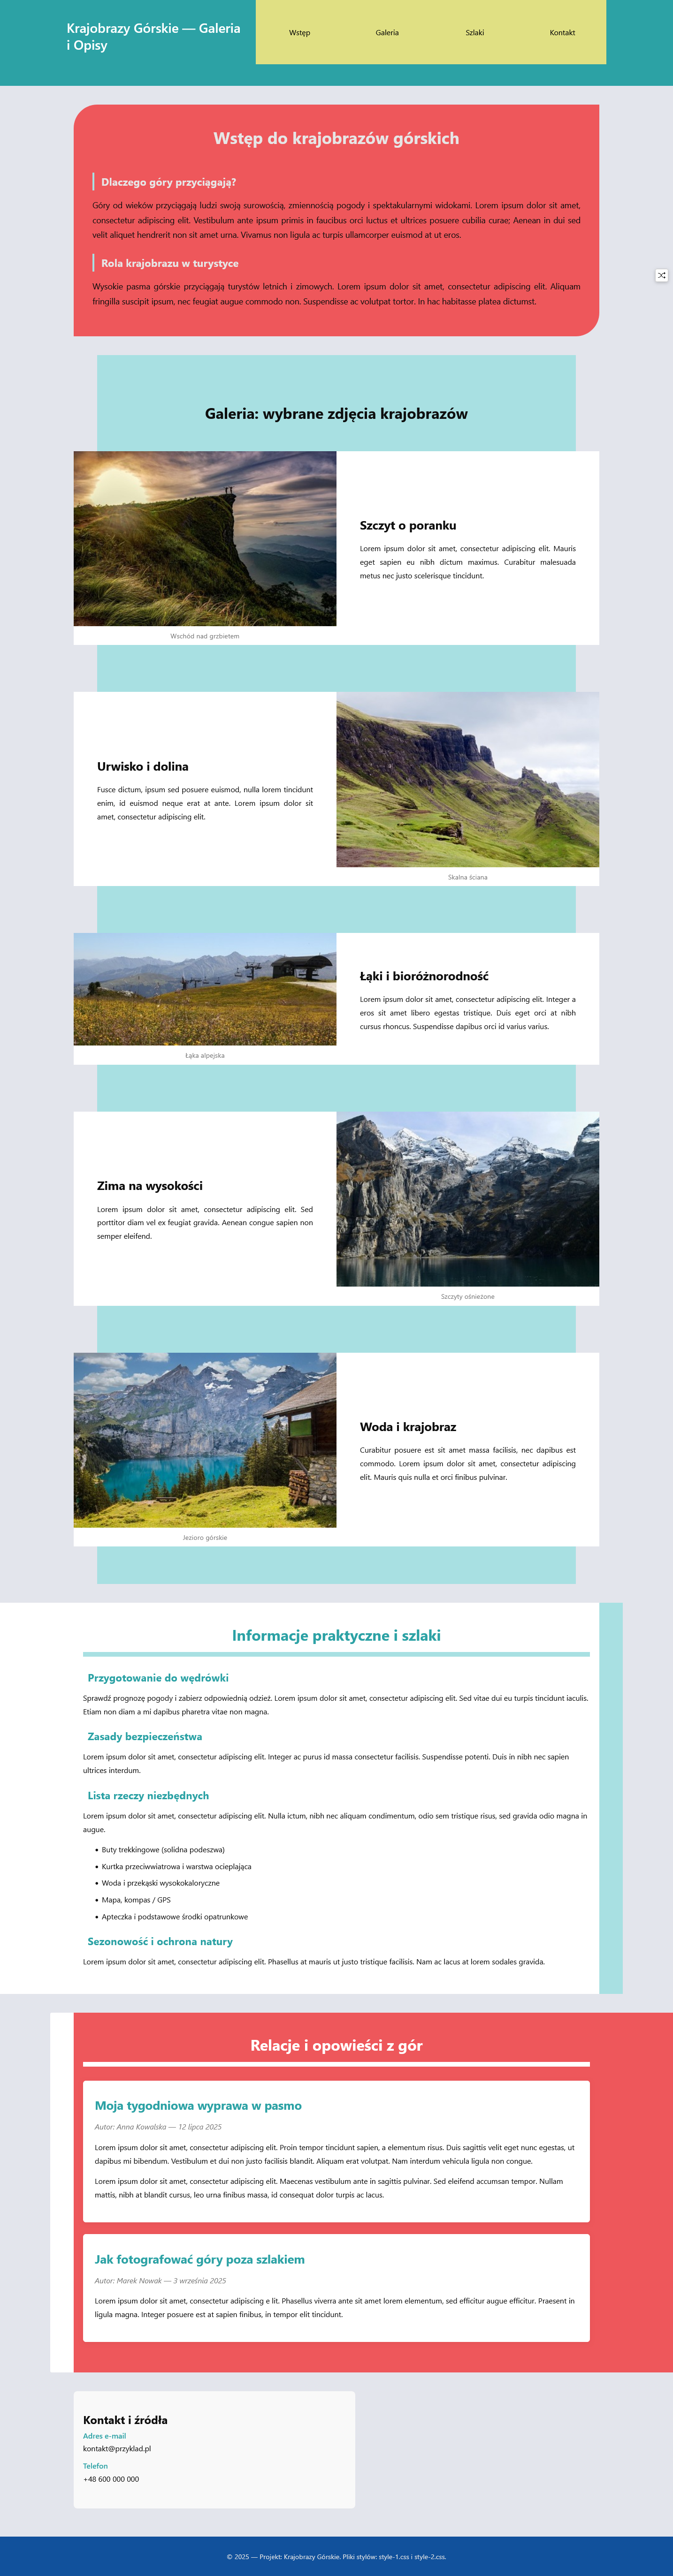 Krajobrazy Górskie — Galeria
i Opisy
Wstęp
Galeria
Szlaki
Kontakt
Wstęp do krajobrazów górskich
Dlaczego góry przyciągają?
Góry od wieków przyciągają ludzi swoją surowością, zmiennością pogody i spektakularnymi widokami. Lorem ipsum dolor sit amet,
consectetur adipiscing elit. Vestibulum ante ipsum primis in faucibus orci luctus et ultrices posuere cubilia curae; Aenean in dui sed
velit aliquet hendrerit non sit amet urna. Vivamus non ligula ac turpis ullamcorper euismod at ut eros.
Rola krajobrazu w turystyce
Wysokie pasma górskie przyciągają turystów letnich i zimowych. Lorem ipsum dolor sit amet, consectetur adipiscing elit. Aliquam
fringilla suscipit ipsum, nec feugiat augue commodo non. Suspendisse ac volutpat tortor. In hac habitasse platea dictumst.
Galeria: wybrane zdjęcia krajobrazów
Wschód nad grzbietem
Szczyt o poranku
Lorem ipsum dolor sit amet, consectetur adipiscing elit. Mauris
eget sapien eu nibh dictum maximus. Curabitur malesuada
metus nec justo scelerisque tincidunt.
Urwisko i dolina
Fusce dictum, ipsum sed posuere euismod, nulla lorem tincidunt
enim, id euismod neque erat at ante. Lorem ipsum dolor sit
amet, consectetur adipiscing elit.
Skalna ściana
Łąka alpejska
Łąki i bioróżnorodność
Lorem ipsum dolor sit amet, consectetur adipiscing elit. Integer a
eros sit amet libero egestas tristique. Duis eget orci at nibh
cursus rhoncus. Suspendisse dapibus orci id varius varius.
Zima na wysokości
Lorem ipsum dolor sit amet, consectetur adipiscing elit. Sed
porttitor diam vel ex feugiat gravida. Aenean congue sapien non
semper eleifend.
Szczyty ośnieżone
Jezioro górskie
Woda i krajobraz
Curabitur posuere est sit amet massa facilisis, nec dapibus est
commodo. Lorem ipsum dolor sit amet, consectetur adipiscing
elit. Mauris quis nulla et orci finibus pulvinar.
Informacje praktyczne i szlaki
Przygotowanie do wędrówki
Sprawdź prognozę pogody i zabierz odpowiednią odzież. Lorem ipsum dolor sit amet, consectetur adipiscing elit. Sed vitae dui eu turpis tincidunt iaculis.
Etiam non diam a mi dapibus pharetra vitae non magna.
Zasady bezpieczeństwa
Lorem ipsum dolor sit amet, consectetur adipiscing elit. Integer ac purus id massa consectetur facilisis. Suspendisse potenti. Duis in nibh nec sapien
ultrices interdum.
Lista rzeczy niezbędnych
Lorem ipsum dolor sit amet, consectetur adipiscing elit. Nulla ictum, nibh nec aliquam condimentum, odio sem tristique risus, sed gravida odio magna in
augue.
• Buty trekkingowe (solidna podeszwa)
• Kurtka przeciwwiatrowa i warstwa ocieplająca
• Woda i przekąski wysokokaloryczne
• Mapa, kompas / GPS
• Apteczka i podstawowe środki opatrunkowe
Sezonowość i ochrona natury
Lorem ipsum dolor sit amet, consectetur adipiscing elit. Phasellus at mauris ut justo tristique facilisis. Nam ac lacus at lorem sodales gravida.
Relacje i opowieści z gór
Moja tygodniowa wyprawa w pasmo
Autor: Anna Kowalska — 12 lipca 2025
Lorem ipsum dolor sit amet, consectetur adipiscing elit. Proin tempor tincidunt sapien, a elementum risus. Duis sagittis velit eget nunc egestas, ut
dapibus mi bibendum. Vestibulum et dui non justo facilisis blandit. Aliquam erat volutpat. Nam interdum vehicula ligula non congue.
Lorem ipsum dolor sit amet, consectetur adipiscing elit. Maecenas vestibulum ante in sagittis pulvinar. Sed eleifend accumsan tempor. Nullam
mattis, nibh at blandit cursus, leo urna finibus massa, id consequat dolor turpis ac lacus.
Jak fotografować góry poza szlakiem
Autor: Marek Nowak — 3 września 2025
Lorem ipsum dolor sit amet, consectetur adipiscing e lit. Phasellus viverra ante sit amet lorem elementum, sed efficitur augue efficitur. Praesent in
ligula magna. Integer posuere est at sapien finibus, in tempor elit tincidunt.
Kontakt i źródła
Adres e-mail
kontakt@przyklad.pl
Telefon
+48 600 000 000
© 2025 — Projekt: Krajobrazy Górskie. Pliki stylów: style-1.css i style-2.css.